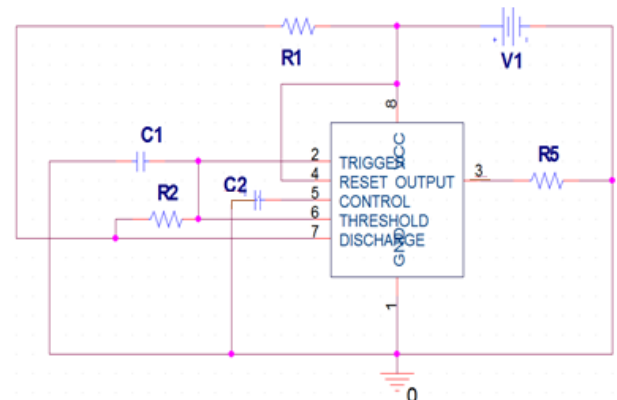 R1
V1
8
VCC
C1
2 TRIGGER
4 RESET OUTPUT 3
R5
C2
5 CONTROL
R2
6 THRESHOLD
7 DISCHARGE
GND
1
0